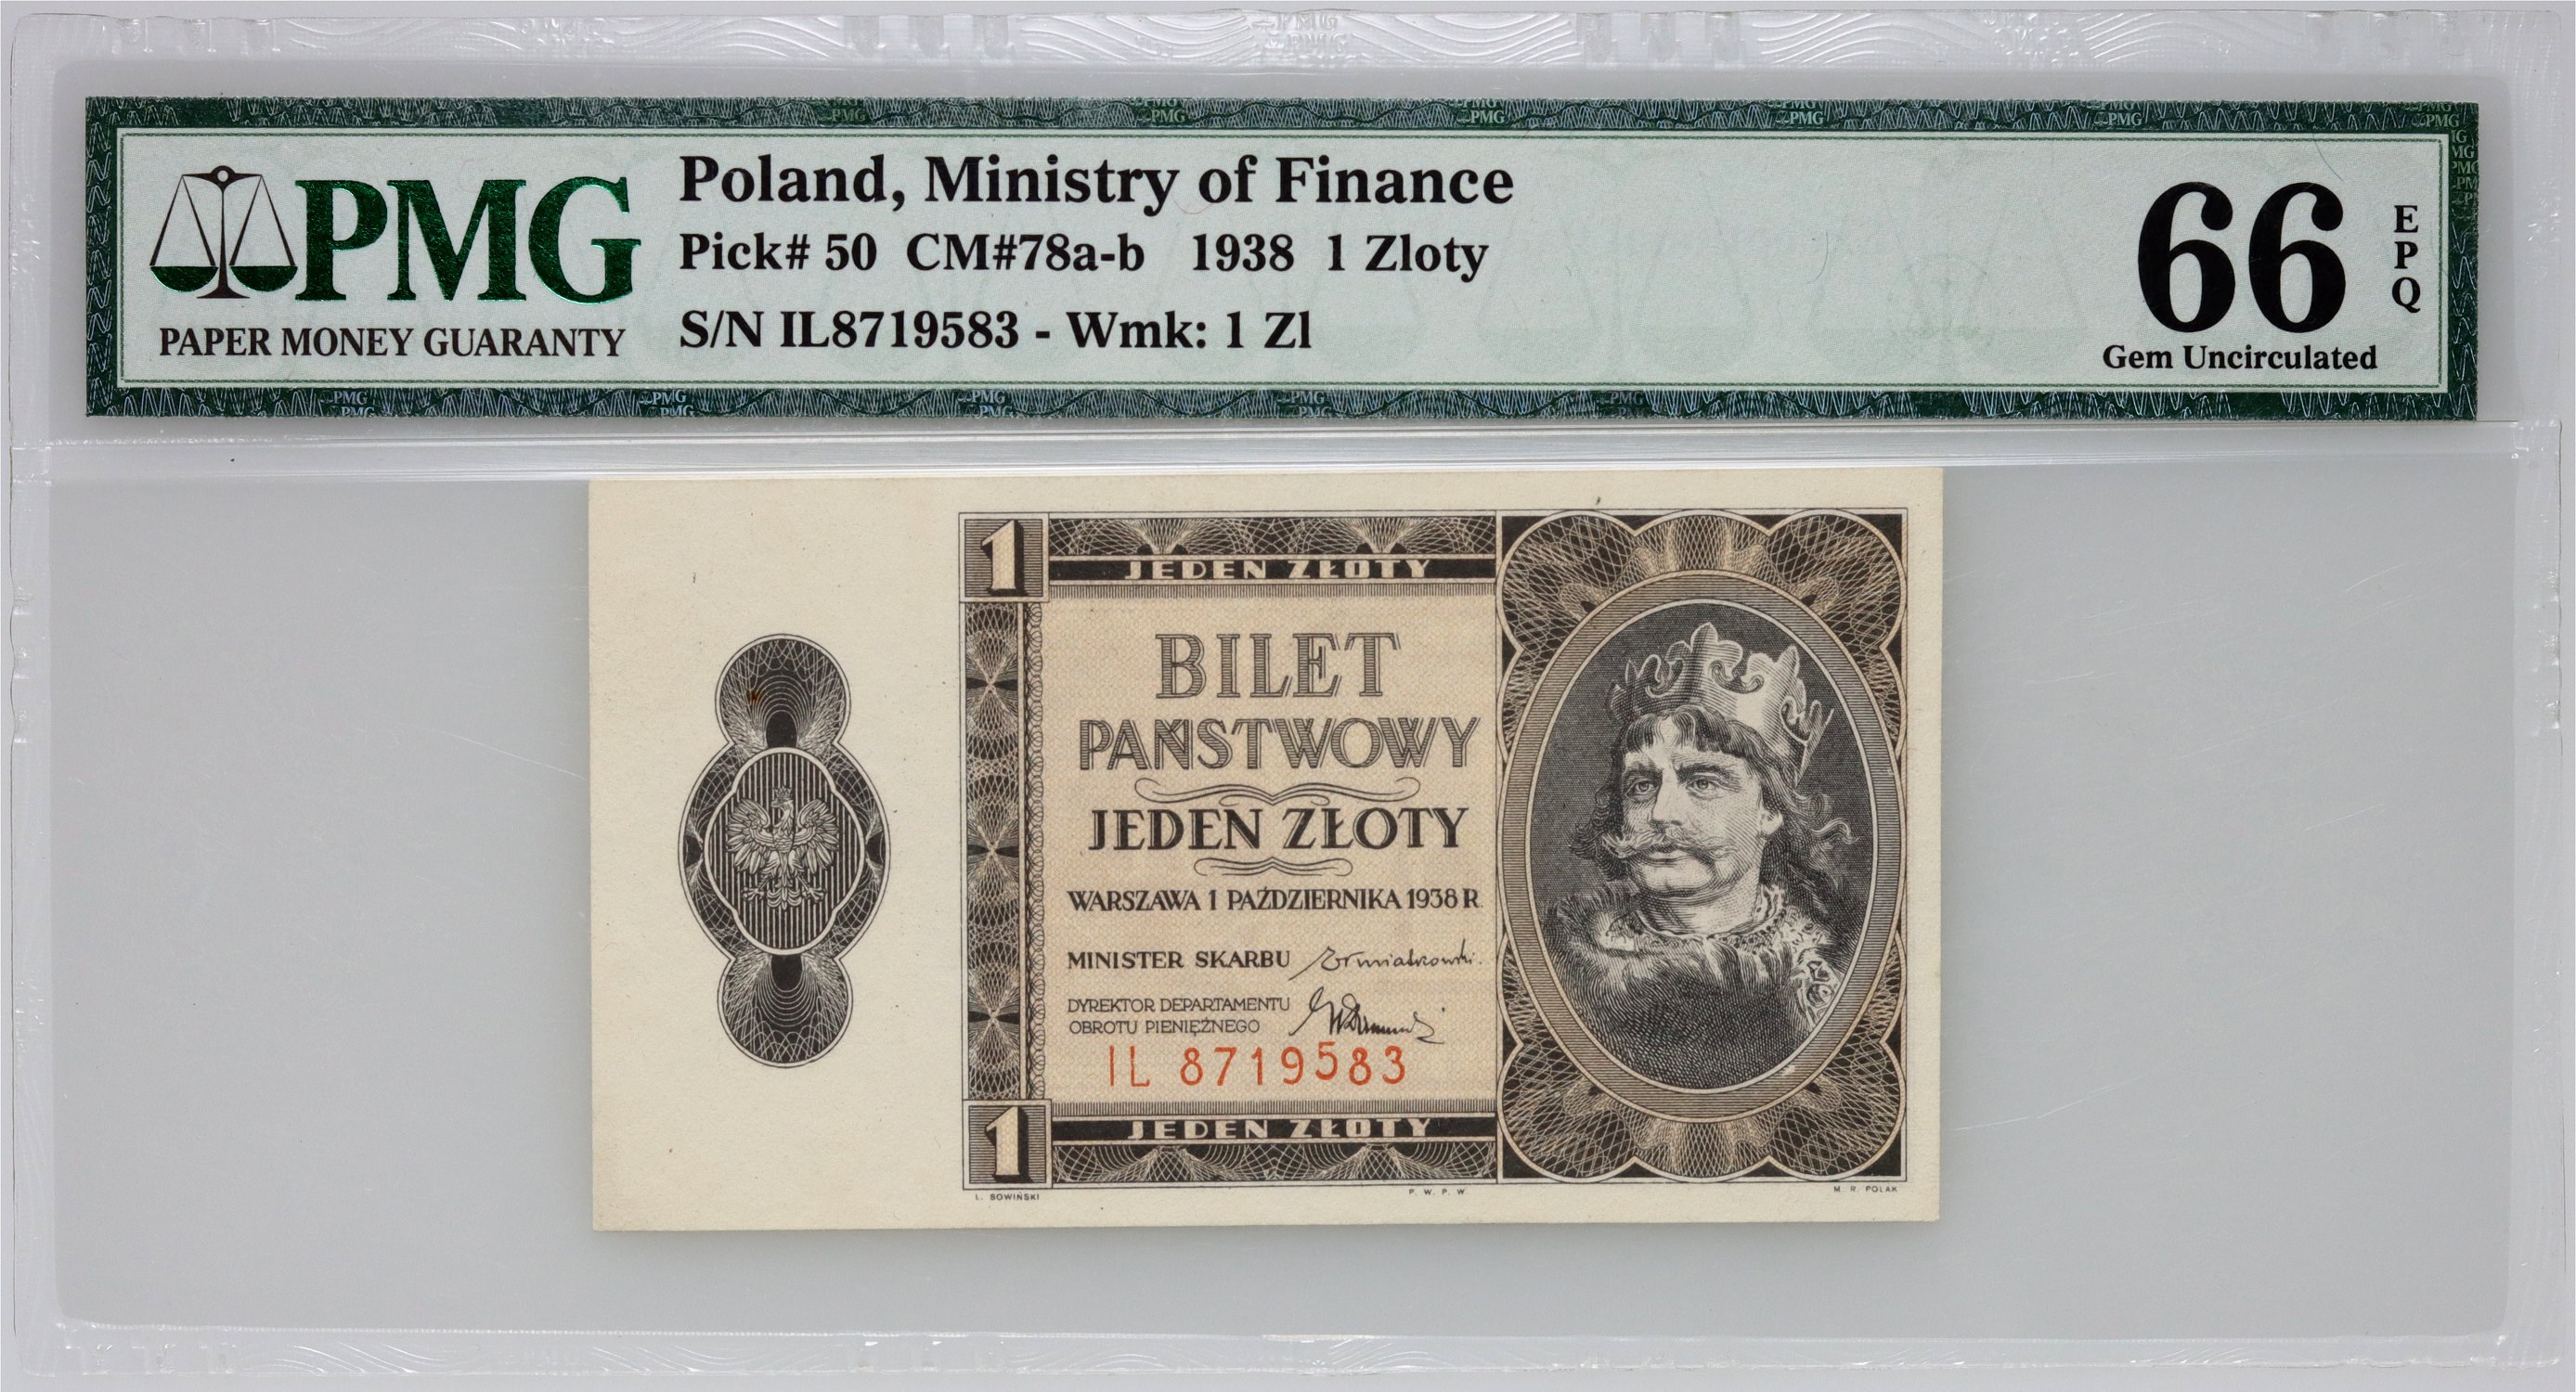 PMG
PAPER MONEY GUARANTY
Poland, Ministry of Finance
Pick# 50 CM#78a-b 1938 1 Zloty
S/N IL8719583 - Wmk: 1 Zl
66
EPQ
Gem Uncirculated
1
JEDEN ZŁOTY
BILET
PAŃSTWOWY
JEDEN ZŁOTY
WARSZAWA 1 PAŹDZIERNIKA 1938 R
MINISTER SKARBU
DYREKTOR DEPARTAMENTU
OBROTU PIENIĘŻNEGO
IL 8719583
1
JEDEN ZŁOTY
L. SOWIŃSKI
P. W. P. W.
M. R. POLAK